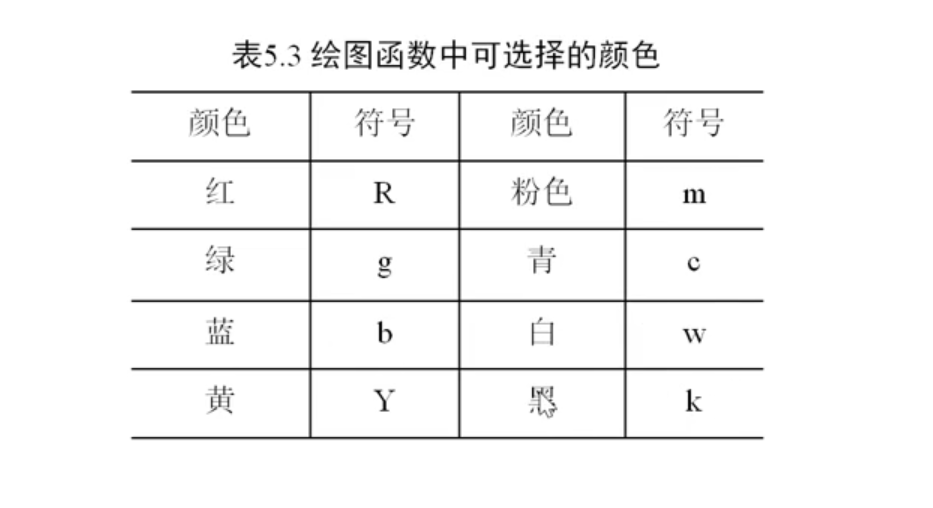 表5.3 绘图函数中可选择的颜色
颜色 符号 颜色 符号
红 R 粉色 m
绿 g 青 c
蓝 b 白 w
黄 Y 黑 k